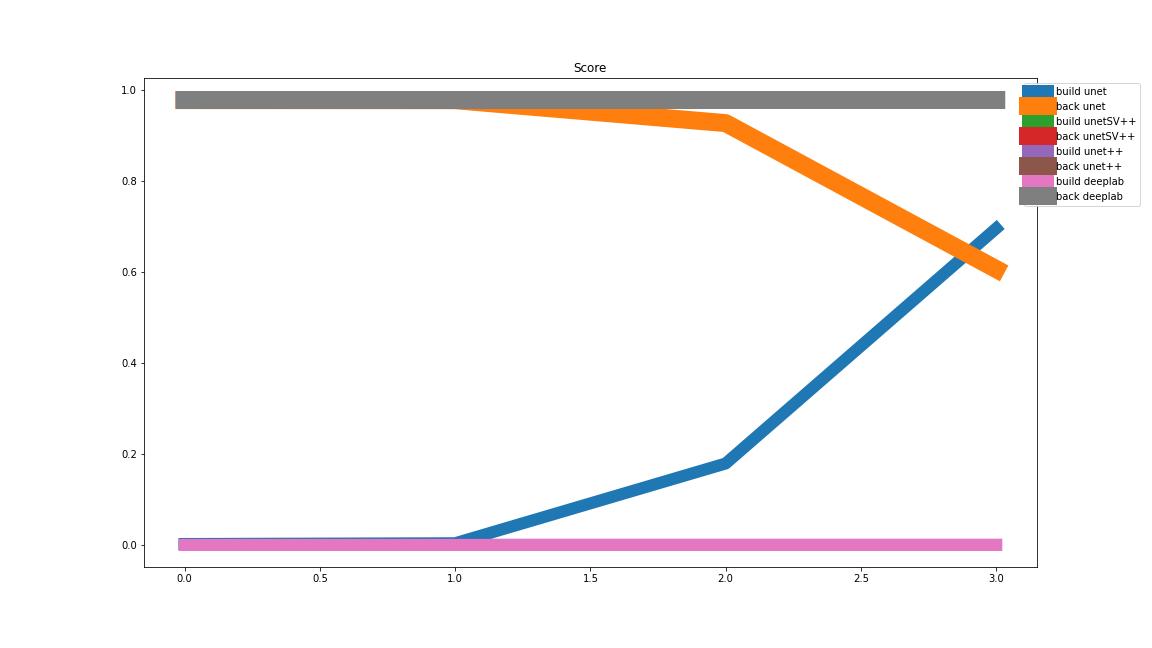 Score
1.0
0.8
0.6
0.4
0.2
0.0
0.0 0.5 1.0 1.5 2.0 2.5 3.0
build unet
back unet
build unetSV++
back unetSV++
build unet++
back unet++
build deeplab
back deeplab